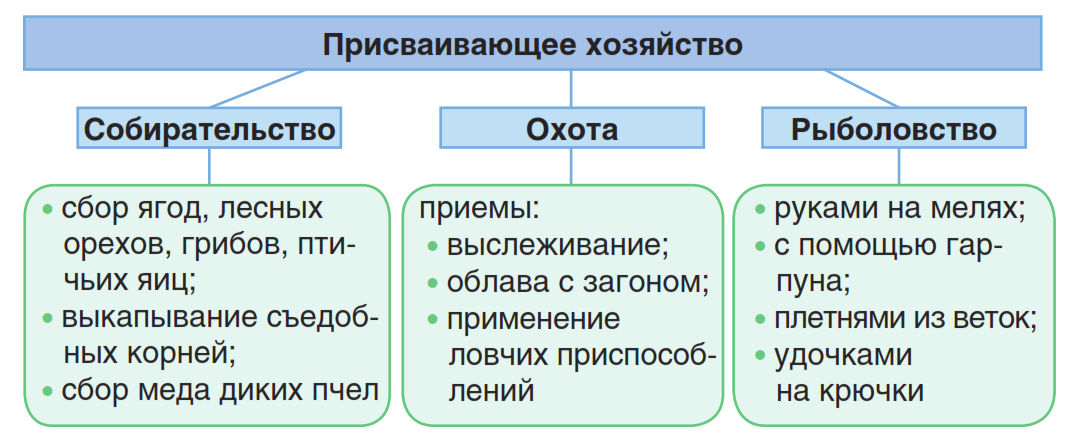 Присваивающее хозяйство
Собирательство
• сбор ягод, лесных
орехов, грибов, пти-
чьих яиц;
• выкапывание съедоб-
ных корней;
• сбор меда диких пчел
Охота
приемы:
• выслеживание;
• облава с загоном;
• применение
ловчих приспособ-
лений
Рыболовство
• руками на мелях;
• с помощью гар-
пуна;
• плетнями из веток;
• удочками
на крючки